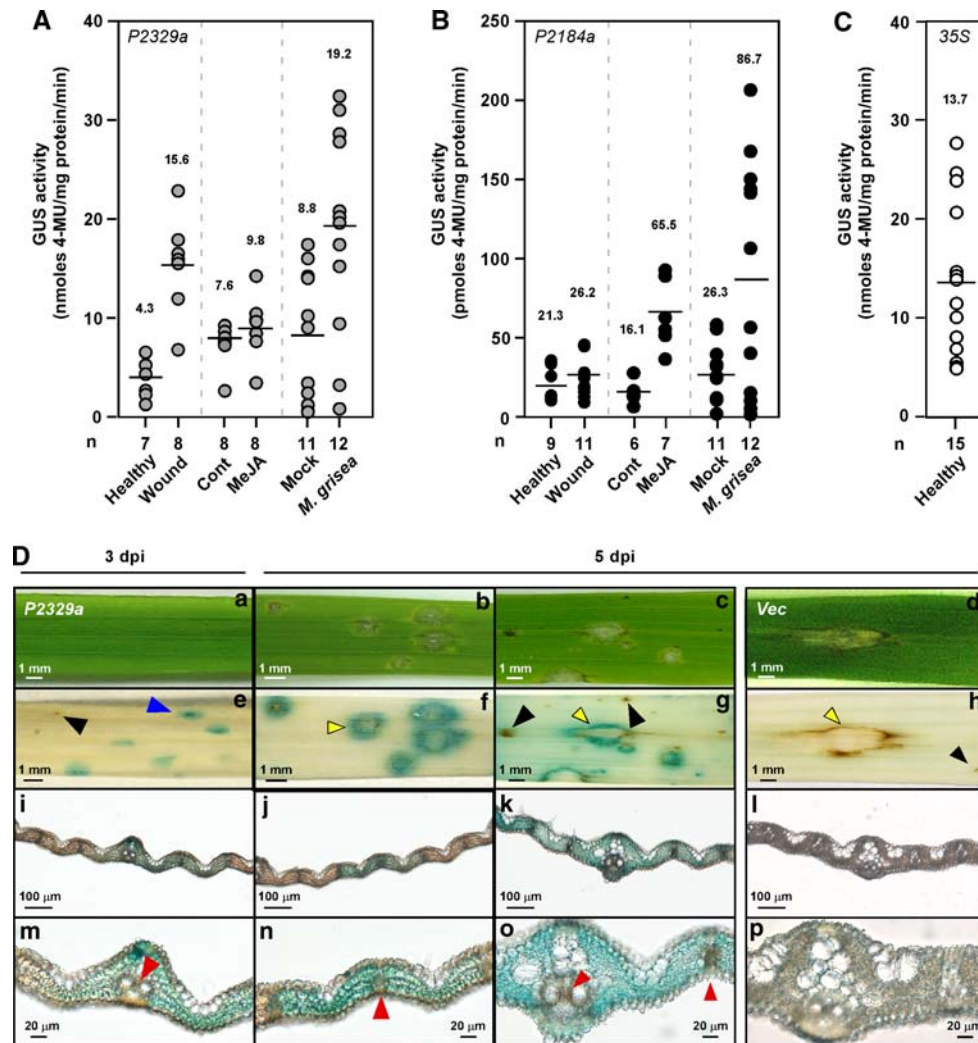 A
P2329a
GUS activity
(nmoles 4-MU/mg protein/min)
40
30
20
10
0
4.3
15.6
7.6
9.8
8.8
19.2
n
7 8 8 8 11 12
Healthy
Wound
Cont
MeJA
Mock
M. grisea
B
P2184a
GUS activity
(pmoles 4-MU/mg protein/min)
250
200
150
100
50
0
21.3
26.2
16.1
65.5
26.3
86.7
n
9 11 6 7 11 12
Healthy
Wound
Cont
MeJA
Mock
M. grisea
C
35S
GUS activity
(nmoles 4-MU/mg protein/min)
40
30
20
10
0
13.7
n
15
Healthy
D
3 dpi
5 dpi
P2329a
a
1 mm
b
1 mm
c
1 mm
Vec
d
1 mm
e
1 mm
f
1 mm
g
1 mm
h
1 mm
i
100 μm
j
100 μm
k
100 μm
l
100 μm
m
20 μm
n
20 μm
o
20 μm
p
20 μm